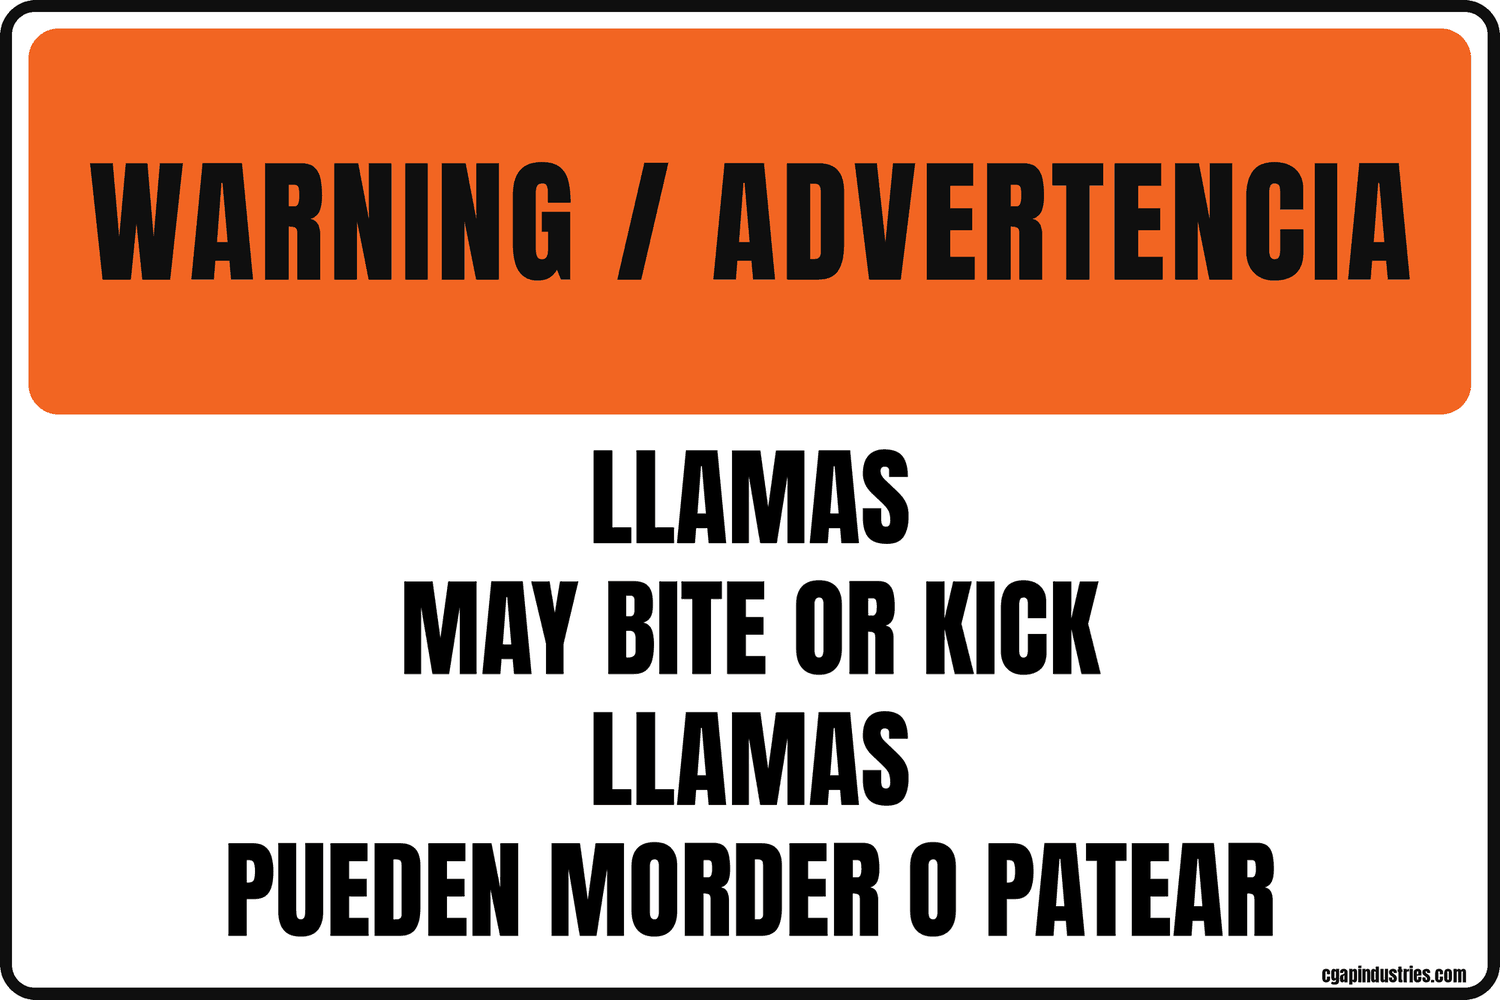 WARNING / ADVERTENCIA
LLAMAS
MAY BITE OR KICK
LLAMAS
PUEDEN MORDER O PATEAR
cgapindustries.com